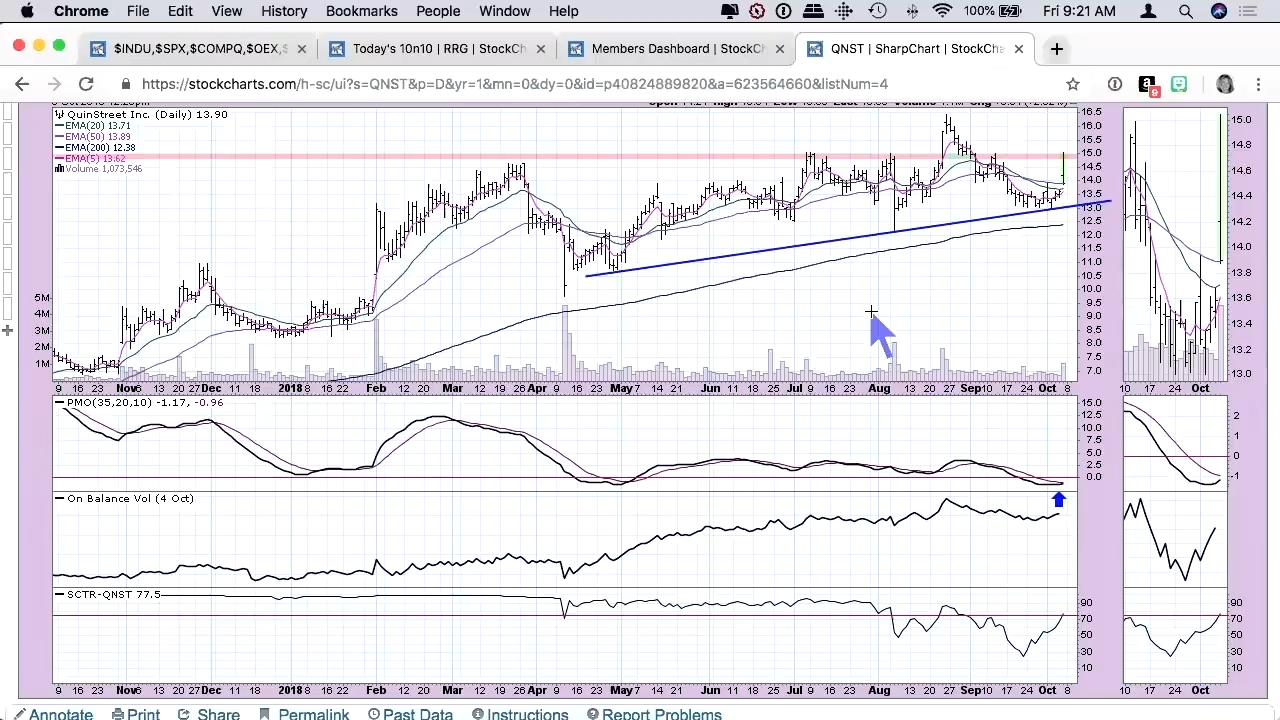 Chrome File Edit View History Bookmarks People Window Help 100% Fri 9:21 AM
$INDU,$SPX,$COMPQ,$OEX,$ Today's 10n10 | RRG | StockCh Members Dashboard | StockCh QNST | SharpChart | StockCha
https://stockcharts.com/h-sc/ui?s=QNST&p=D&yr=1&mn=0&dy=0&id=p40824889820&a=623564660&listNum=4
9
QuinStreet Inc. (Daily) 13.90
EMA(20) 13.71
EMA(50) 13.89
EMA(200) 12.38
EMA(5) 13.62
Volume 1,073,546
16.5
16.0
15.5
15.0
14.5
14.0
13.5
13.0
12.5
12.0
11.5
11.0
10.5
10.0
9.5
9.0
8.5
8.0
7.5
7.0
5M
4M
3M
2M
1M
15.0
14.8
14.6
14.4
14.2
14.0
13.8
13.6
13.4
13.2
13.0
9 16 23 Nov 6 13 20 27 Dec 11 18 2018 8 16 22 Feb 12 20 Mar 12 19 26 Apr 9 16 23 May 7 14 21 Jun 11 18 25 Jul 9 16 23 Aug 13 20 27 Sep 10 17 24 Oct 8
10 17 24 Oct
PMO(35,20,10) -1.17, -0.96
15.0
12.5
10.0
7.5
5.0
2.5
0.0
2
1
0
-1
On Balance Vol (4 Oct)
SCTR-QNST 77.5
90
70
50
30
10
90
70
50
30
10
9 16 23 Nov 6 13 20 27 Dec 11 18 2018 8 16 22 Feb 12 20 Mar 12 19 26 Apr 9 16 23 May 7 14 21 Jun 11 18 25 Jul 9 16 23 Aug 13 20 27 Sep 10 17 24 Oct 8
10 17 24 Oct
Annotate Print Share Permalink Past Data Instructions Report Problems